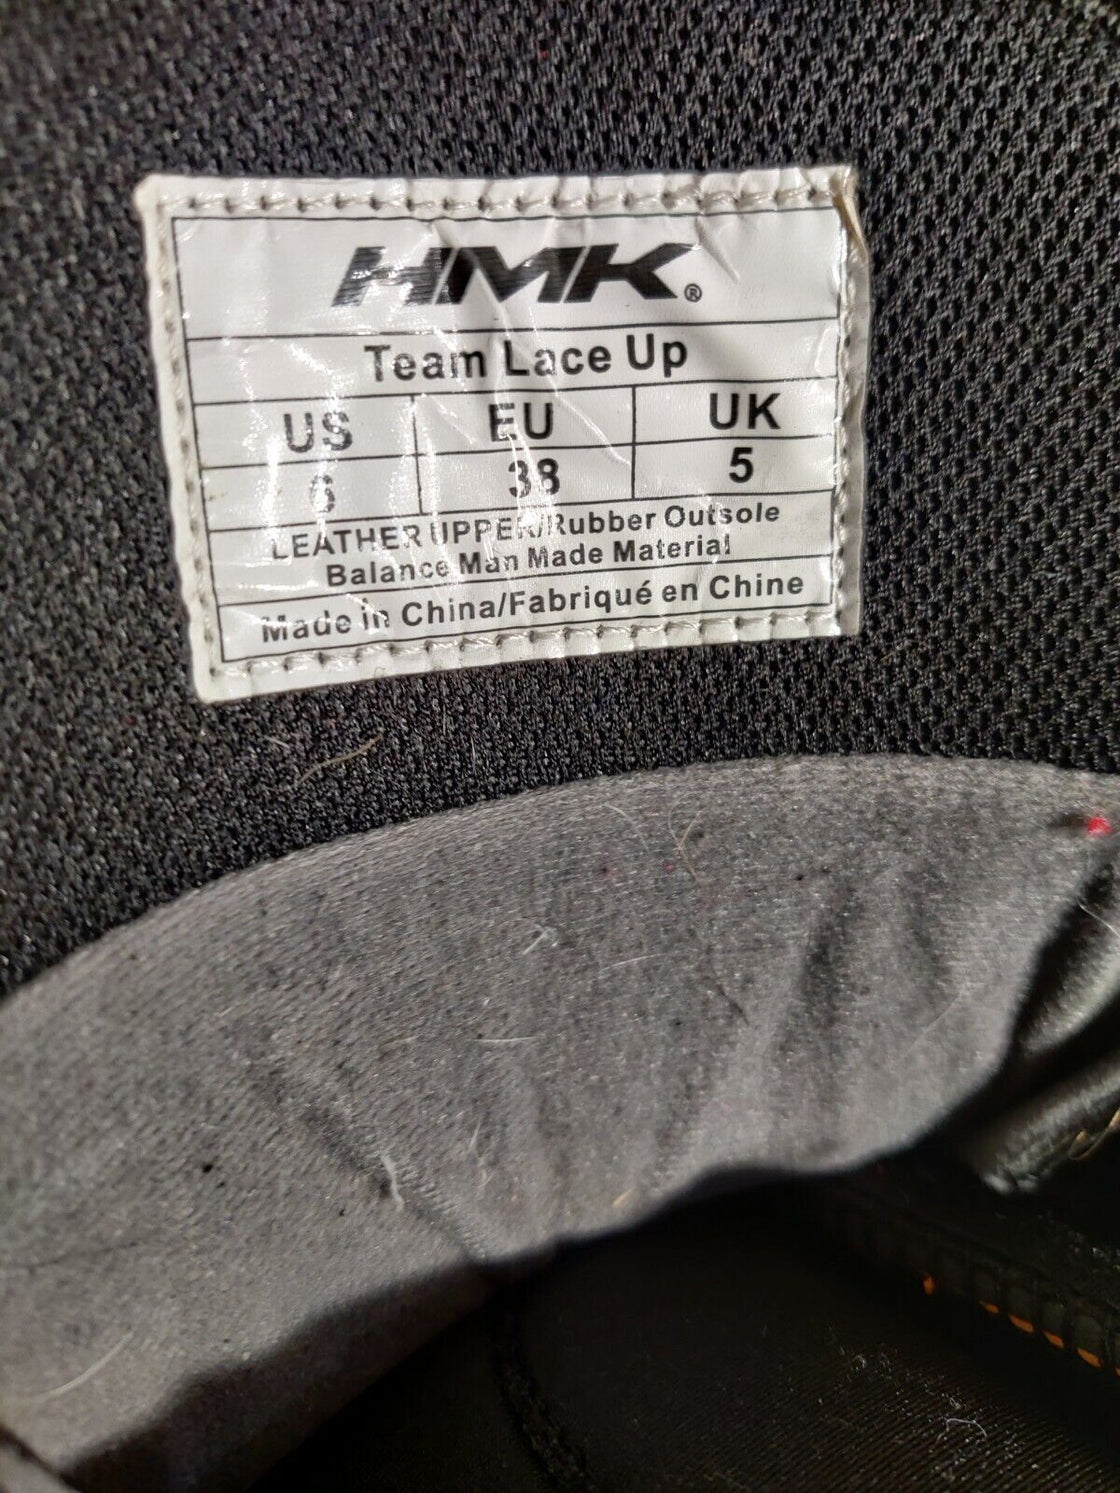 HMK®
Team Lace Up
US EU UK
6 38 5
LEATHER UPPER/Rubber Outsole
Balance Man Made Material
Made in China/Fabriqué en Chine